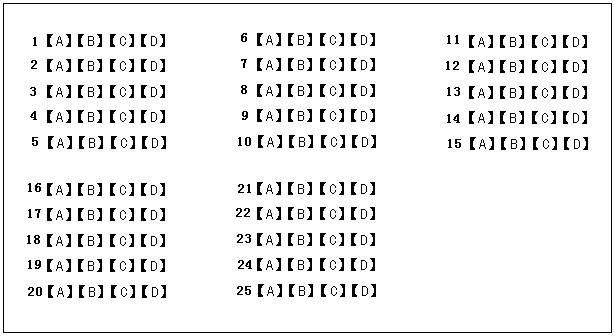 1【A】【B】【C】【D】 6【A】【B】【C】【D】 11【A】【B】【C】【D】
2【A】【B】【C】【D】 7【A】【B】【C】【D】 12【A】【B】【C】【D】
3【A】【B】【C】【D】 8【A】【B】【C】【D】 13【A】【B】【C】【D】
4【A】【B】【C】【D】 9【A】【B】【C】【D】 14【A】【B】【C】【D】
5【A】【B】【C】【D】 10【A】【B】【C】【D】 15【A】【B】【C】【D】
16【A】【B】【C】【D】 21【A】【B】【C】【D】
17【A】【B】【C】【D】 22【A】【B】【C】【D】
18【A】【B】【C】【D】 23【A】【B】【C】【D】
19【A】【B】【C】【D】 24【A】【B】【C】【D】
20【A】【B】【C】【D】 25【A】【B】【C】【D】